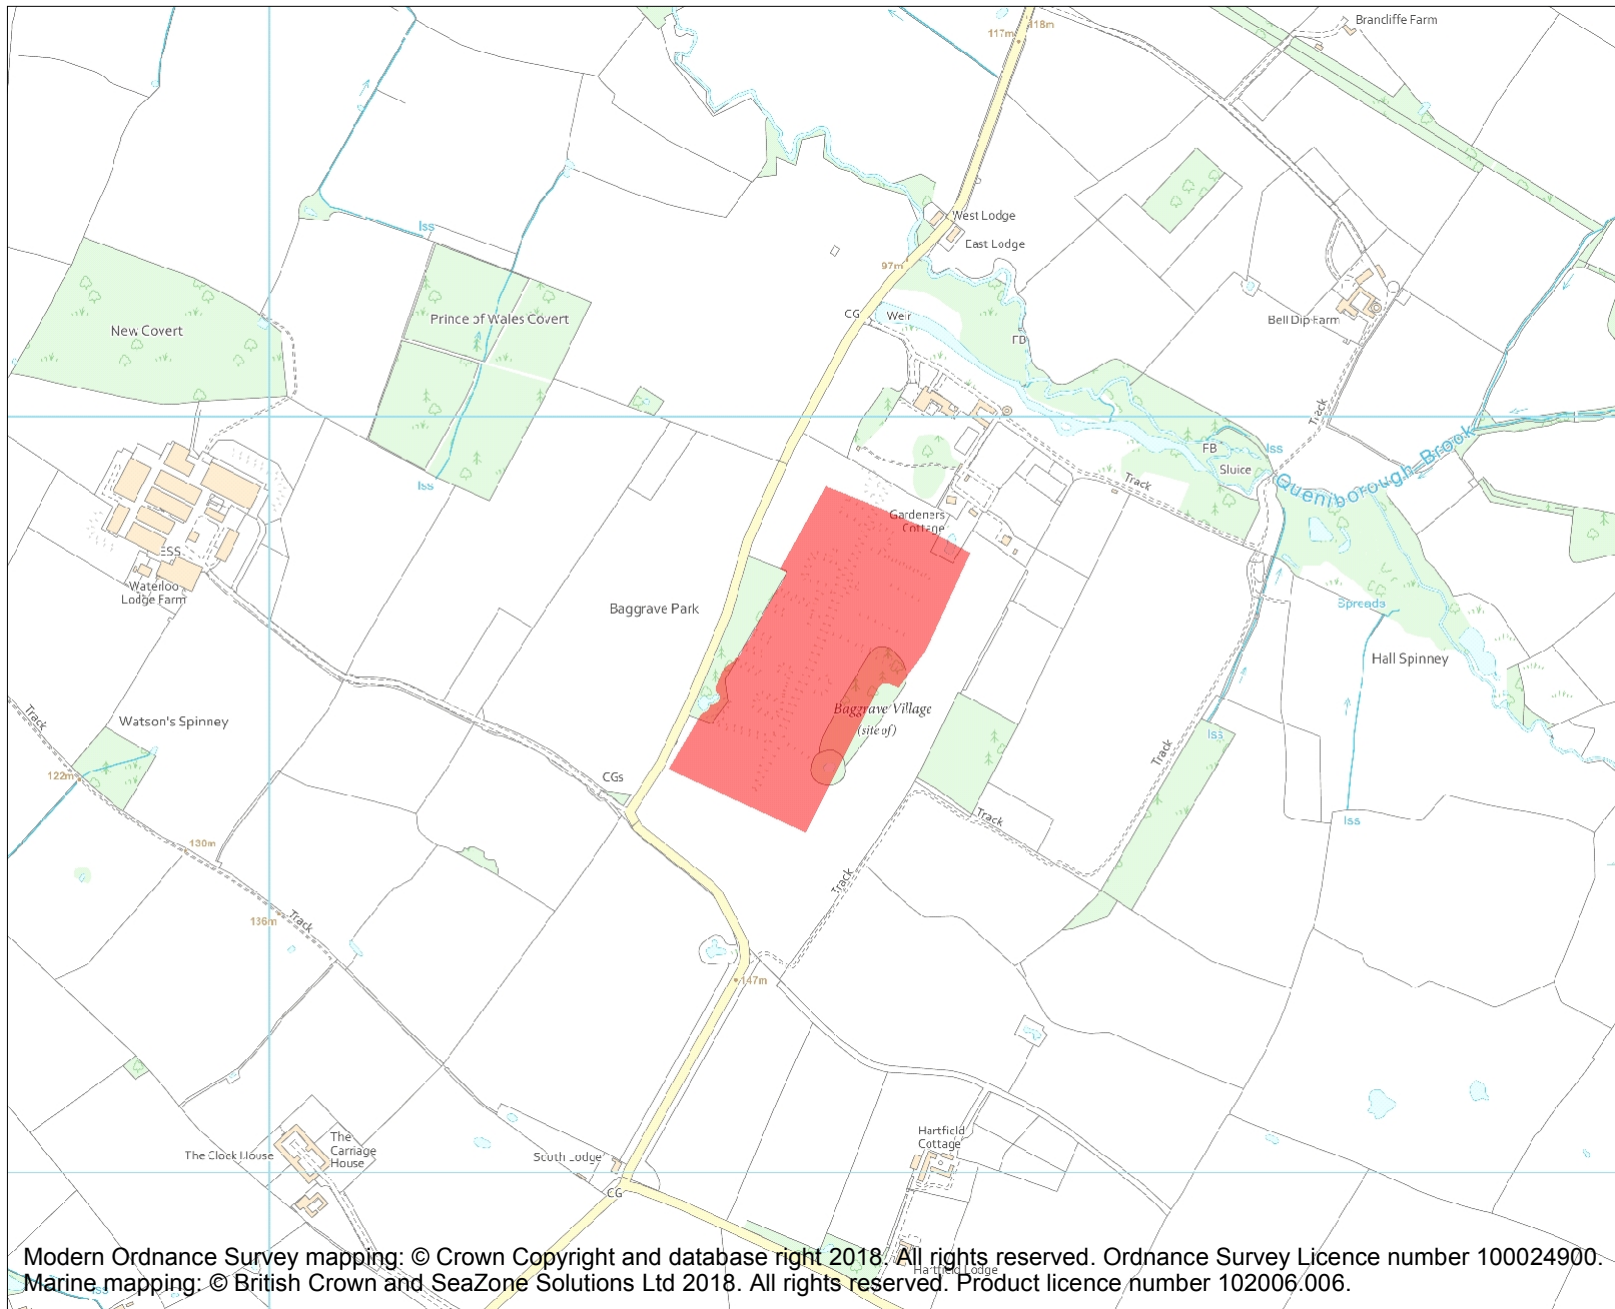 Brancliffe Farm
118m
117m
West Lodge
East Lodge
Iss
97m
CG
Weir
Prince of Wales Covert
New Covert
FB
Bell Dip Farm
Track
FB
Iss
Sluice
Queniborough Brook
Iss
Track
Gardeners
Cottage
ESS
Waterloo
Lodge Farm
Baggrave Park
Spreads
Hall Spinney
Baggrave Village
(site of)
Track
Watson's Spinney
Iss
Track
122m
CGs
Track
Iss
130m
Track
136m
Track
147m
Hartfield
Cottage
The
Carriage
House
The Clock House
South Lodge
CG
Modern Ordnance Survey mapping: © Crown Copyright and database right 2018. All rights reserved. Ordnance Survey Licence number 100024900.
Hartfield Lodge
Marine mapping: © British Crown and SeaZone Solutions Ltd 2018. All rights reserved. Product licence number 102006.006.
Iss